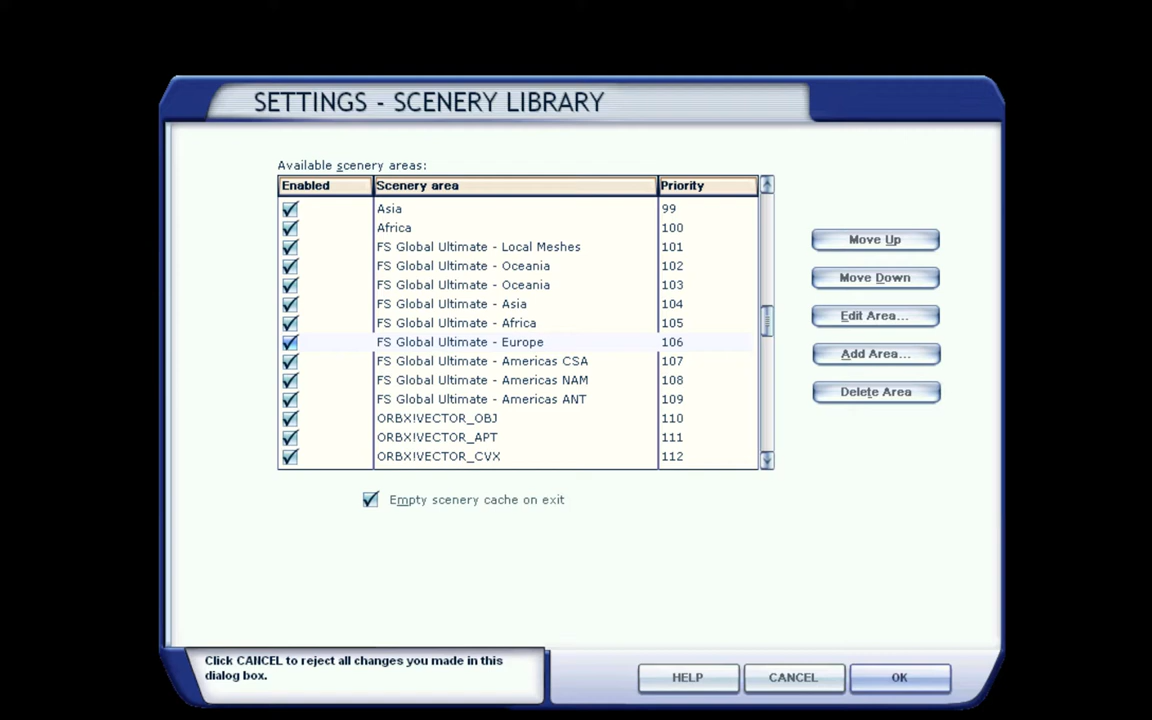 SETTINGS - SCENERY LIBRARY
Available scenery areas:
Enabled Scenery area Priority
Asia 99
Africa 100
FS Global Ultimate - Local Meshes 101
FS Global Ultimate - Oceania 102
FS Global Ultimate - Oceania 103
FS Global Ultimate - Asia 104
FS Global Ultimate - Africa 105
FS Global Ultimate - Europe 106
FS Global Ultimate - Americas CSA 107
FS Global Ultimate - Americas NAM 108
FS Global Ultimate - Americas ANT 109
ORBX!VECTOR_OBJ 110
ORBX!VECTOR_APT 111
ORBX!VECTOR_CVX 112
Move Up
Move Down
Edit Area...
Add Area...
Delete Area
Empty scenery cache on exit
Click CANCEL to reject all changes you made in this
dialog box.
HELP CANCEL OK